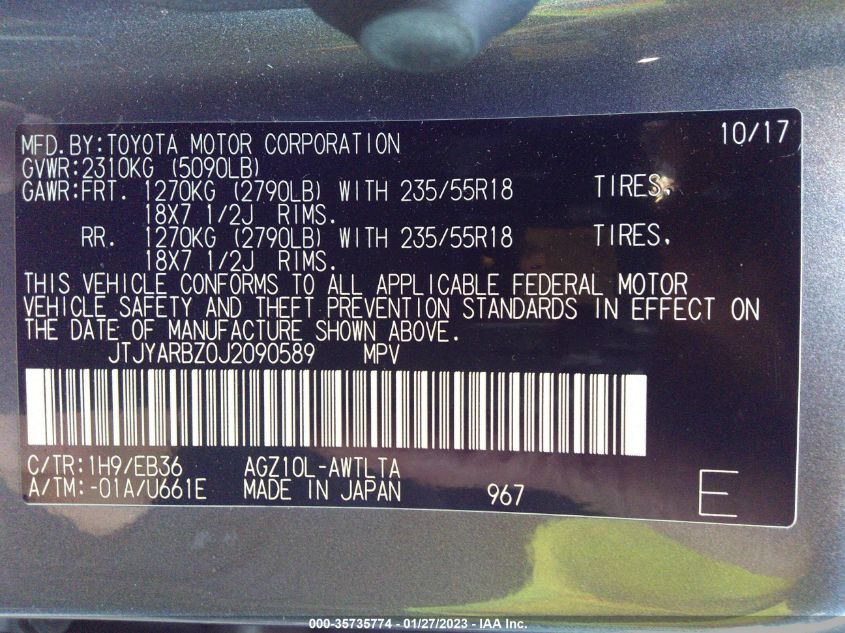 MFD.BY:TOYOTA MOTOR CORPORATION 10/17
GVWR:2310KG (5090LB)
GAWR:FRT. 1270KG (2790LB) WITH 235/55R18 TIRES,
18X7 1/2J RIMS.
RR. 1270KG (2790LB) WITH 235/55R18 TIRES,
18X7 1/2J RIMS.
THIS VEHICLE CONFORMS TO ALL APPLICABLE FEDERAL MOTOR
VEHICLE SAFETY AND THEFT PREVENTION STANDARDS IN EFFECT ON
THE DATE OF MANUFACTURE SHOWN ABOVE.
JTJYARBZ0J2090589 MPV
C/TR:1H9/EB36 AGZ10L-AWTLTA
A/TM:-01A/U661E MADE IN JAPAN 967 E
000-35735774 - 01/27/2023 - IAA Inc.